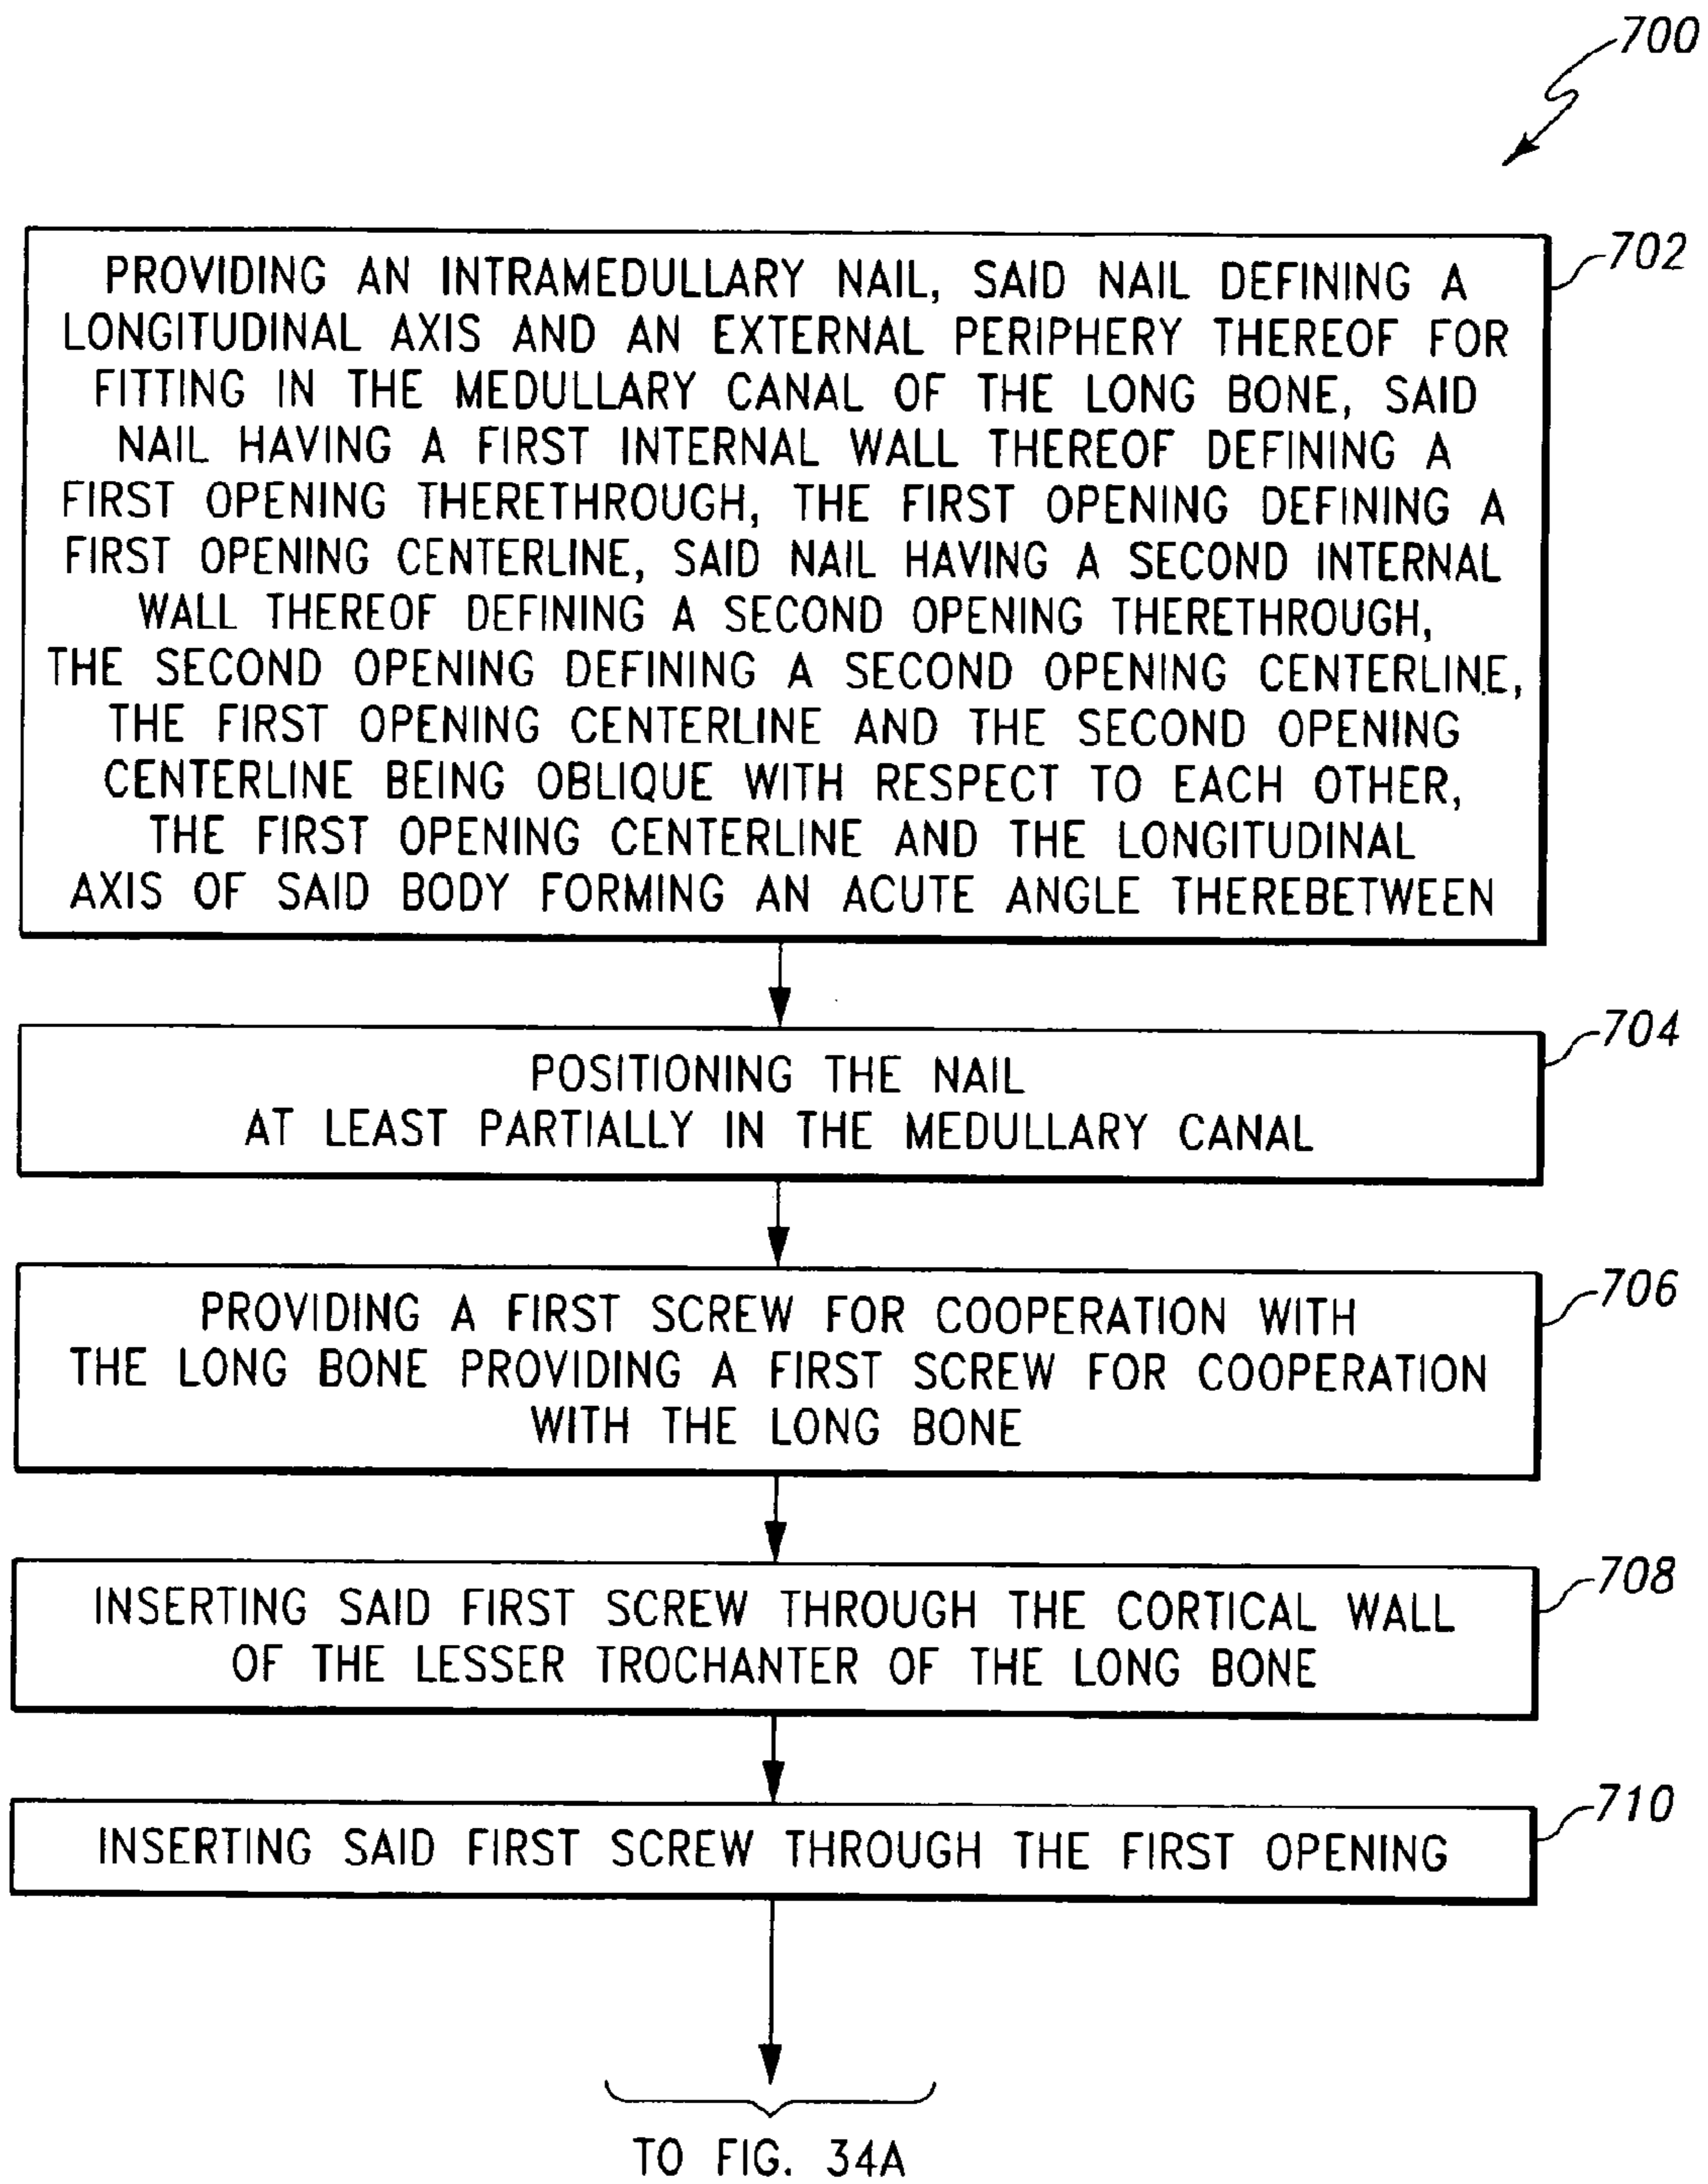 700
702
PROVIDING AN INTRAMEDULLARY NAIL, SAID NAIL DEFINING A
LONGITUDINAL AXIS AND AN EXTERNAL PERIPHERY THEREOF FOR
FITTING IN THE MEDULLARY CANAL OF THE LONG BONE, SAID
NAIL HAVING A FIRST INTERNAL WALL THEREOF DEFINING A
FIRST OPENING THERETHROUGH, THE FIRST OPENING DEFINING A
FIRST OPENING CENTERLINE, SAID NAIL HAVING A SECOND INTERNAL
WALL THEREOF DEFINING A SECOND OPENING THERETHROUGH,
THE SECOND OPENING DEFINING A SECOND OPENING CENTERLINE,
THE FIRST OPENING CENTERLINE AND THE SECOND OPENING
CENTERLINE BEING OBLIQUE WITH RESPECT TO EACH OTHER,
THE FIRST OPENING CENTERLINE AND THE LONGITUDINAL
AXIS OF SAID BODY FORMING AN ACUTE ANGLE THEREBETWEEN
704
POSITIONING THE NAIL
AT LEAST PARTIALLY IN THE MEDULLARY CANAL
706
PROVIDING A FIRST SCREW FOR COOPERATION WITH
THE LONG BONE PROVIDING A FIRST SCREW FOR COOPERATION
WITH THE LONG BONE
708
INSERTING SAID FIRST SCREW THROUGH THE CORTICAL WALL
OF THE LESSER TROCHANTER OF THE LONG BONE
710
INSERTING SAID FIRST SCREW THROUGH THE FIRST OPENING
TO FIG. 34A